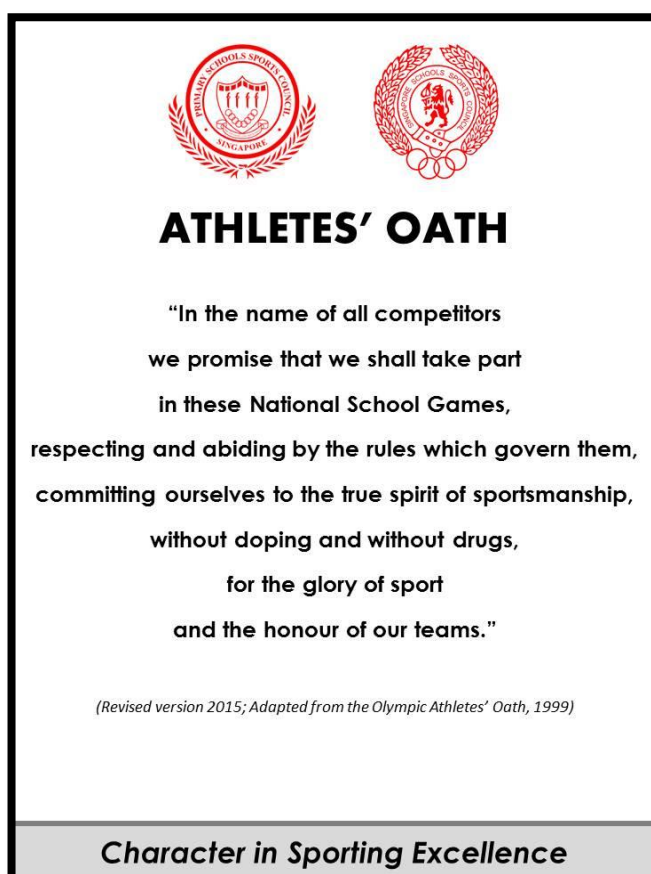 PRIMARY SCHOOLS SPORTS COUNCIL
SINGAPORE
SINGAPORE SCHOOLS SPORTS COUNCIL
ATHLETES’ OATH
“In the name of all competitors
we promise that we shall take part
in these National School Games,
respecting and abiding by the rules which govern them,
committing ourselves to the true spirit of sportsmanship,
without doping and without drugs,
for the glory of sport
and the honour of our teams.”
(Revised version 2015; Adapted from the Olympic Athletes’ Oath, 1999)
Character in Sporting Excellence